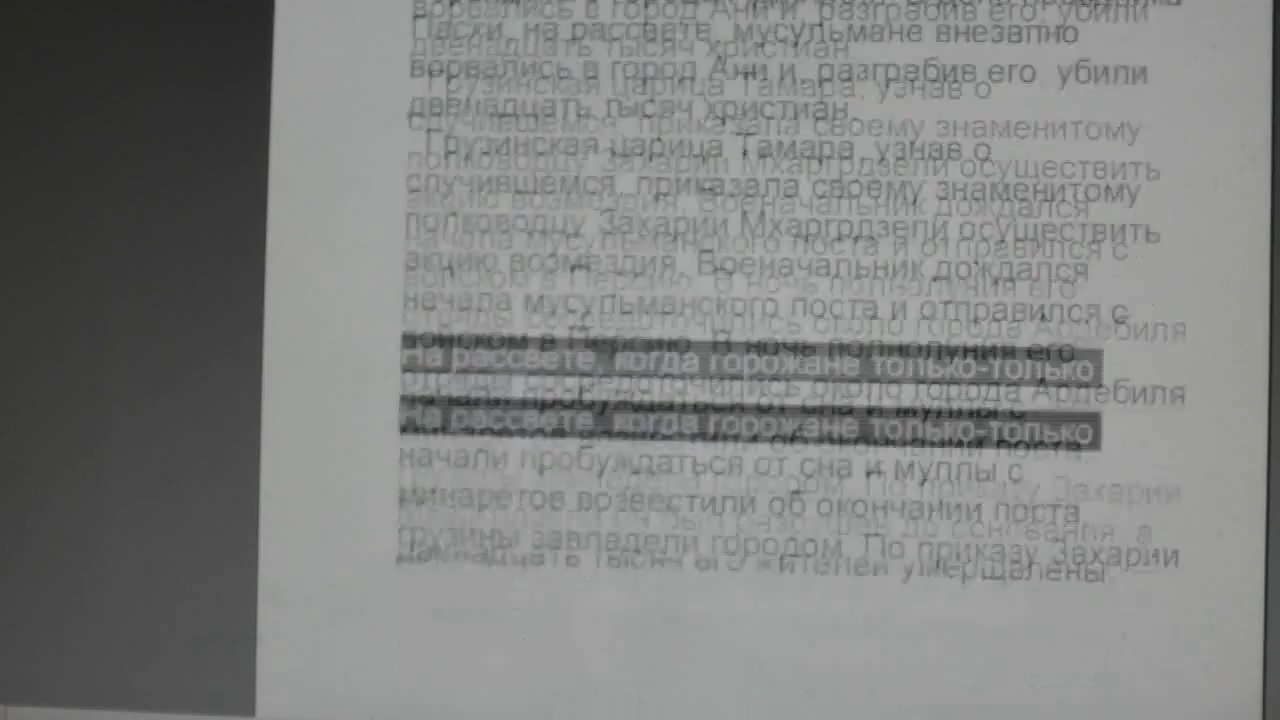 Пасхи, на рассвете, мусульмане внезапно
ворвались в город Ани и, разграбив его, убили
двенадцать тысяч христиан.
Грузинская царица Тамара, узнав о
случившемся, приказала своему знаменитому
полководцу Захарии Мхаргрдзели осуществить
акцию возмездия. Военачальник дождался
начала мусульманского поста и отправился с
войском в Персию. В ночь полнолуния его
отряды сосредоточились около города Ардебиля
На рассвете, когда горожане только-только
начали пробуждаться от сна и муллы с
минаретов возвестили об окончании поста
грузины завладели городом. По приказу Захарии
двенадцать тысяч его жителей умерщвлены